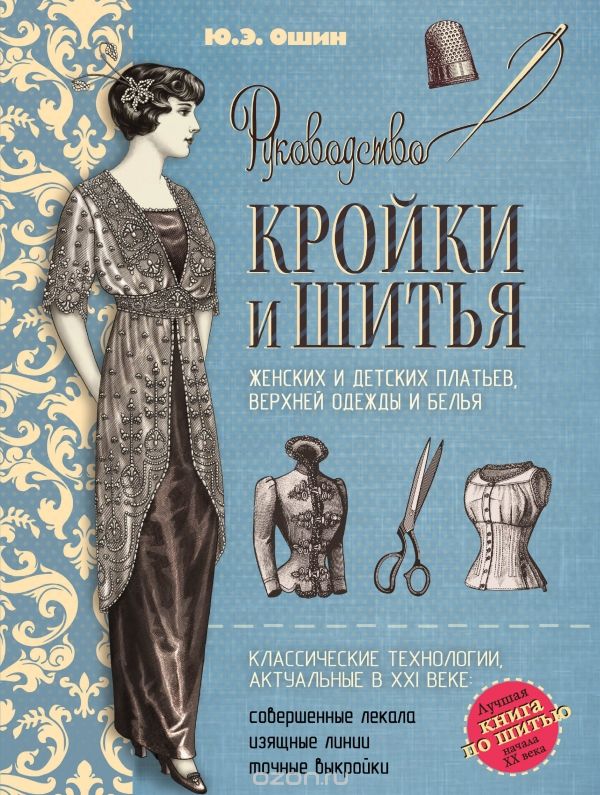 Ю.Э. Ошин
Руководство
КРОЙКИ
И ШИТЬЯ
ЖЕНСКИХ И ДЕТСКИХ ПЛАТЬЕВ,
ВЕРХНЕЙ ОДЕЖДЫ И БЕЛЬЯ
КЛАССИЧЕСКИЕ ТЕХНОЛОГИИ,
АКТУАЛЬНЫЕ В XXI ВЕКЕ:
совершенные лекала
изящные линии
точные выкройки
Лучшая
книга
по шитью
начала
XX века
ozon.ru